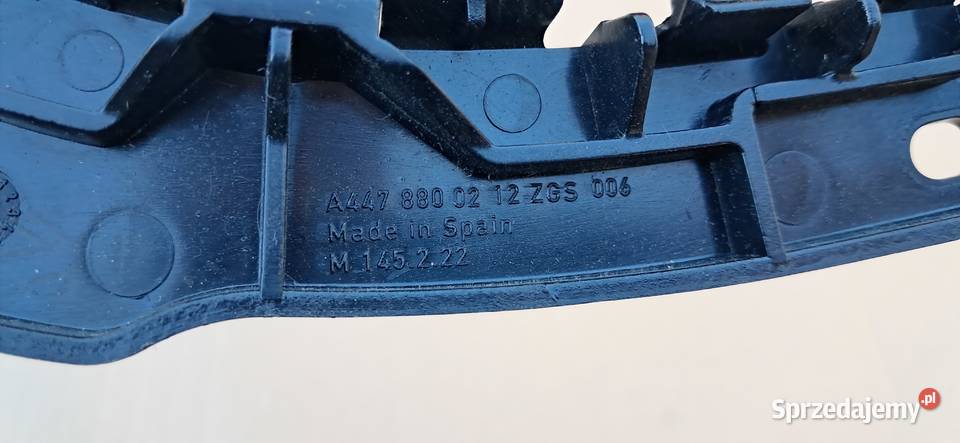 A447 880 02 12 ZGS 006
Made in Spain
M 145.2.22
Sprzedajemy.pl